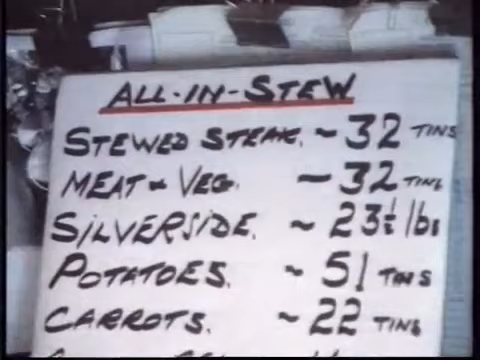 ALL-IN-STEW
STEWED STEAK. ~ 32 TINS
MEAT & VEG. ~ 32 TINS
SILVERSIDE. ~ 23½ lbs
POTATOES. ~ 51 TINS
CARROTS. ~ 22 TINS